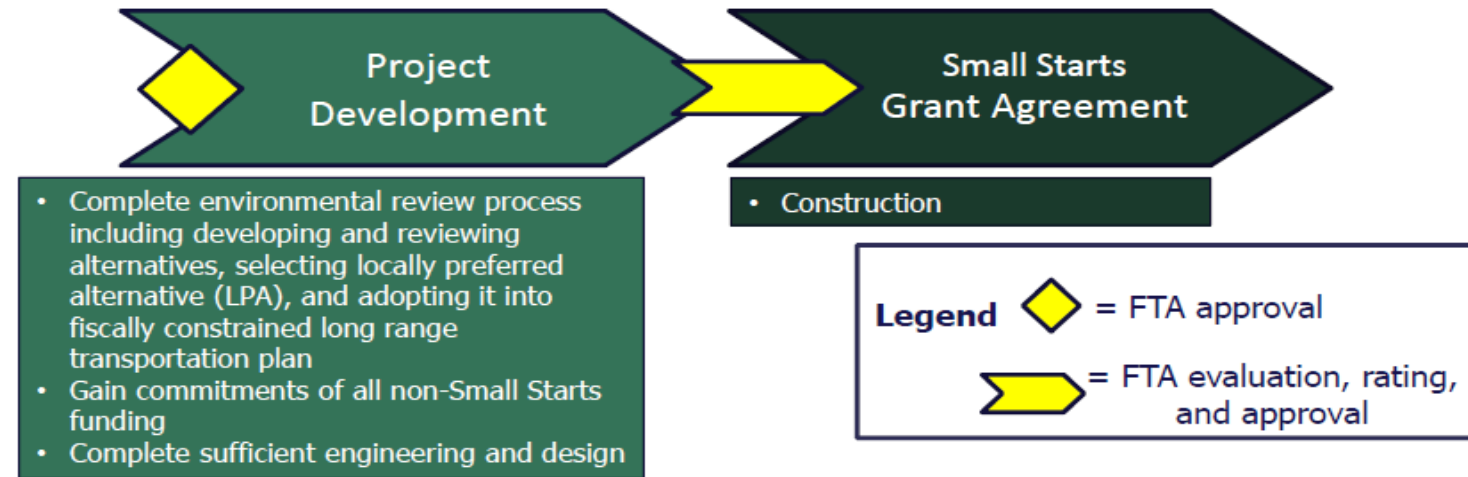 Project
Development
Small Starts
Grant Agreement
• Complete environmental review process
including developing and reviewing
alternatives, selecting locally preferred
alternative (LPA), and adopting it into
fiscally constrained long range
transportation plan
• Gain commitments of all non-Small Starts
funding
• Complete sufficient engineering and design
• Construction
Legend
= FTA approval
= FTA evaluation, rating,
and approval